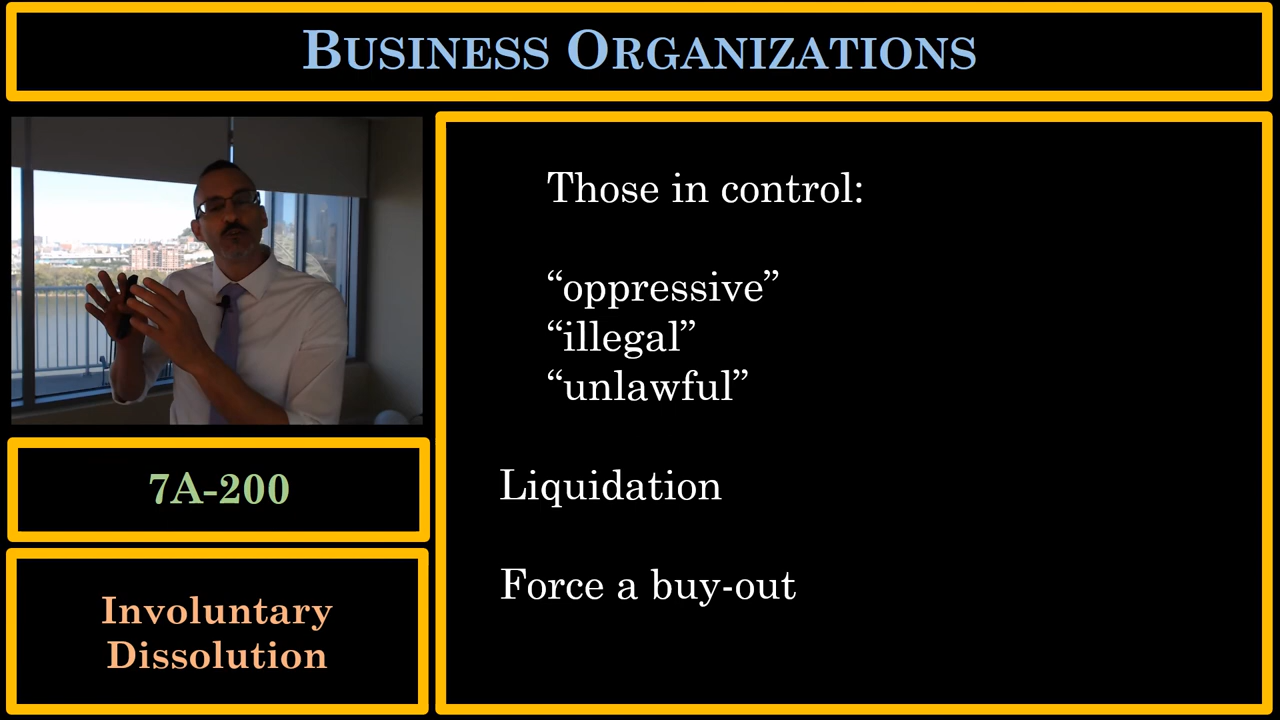 BUSINESS ORGANIZATIONS
Those in control:
“oppressive”
“illegal”
“unlawful”
Liquidation
Force a buy-out
7A-200
Involuntary
Dissolution